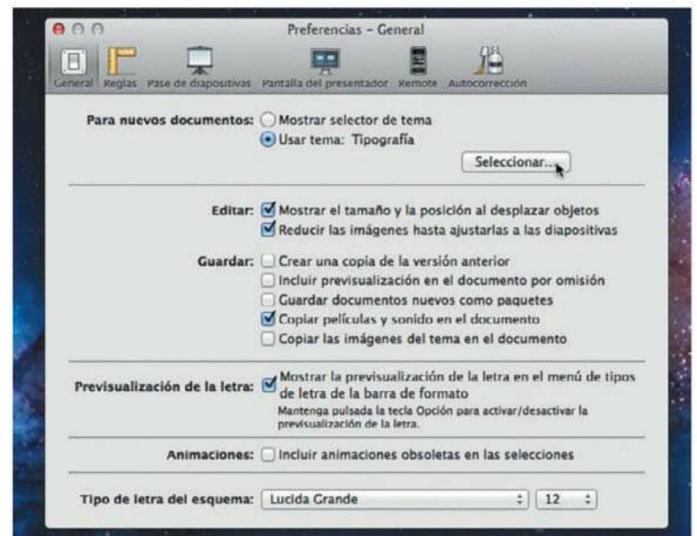 Preferencias – General
General Reglas Pase de diapositivas Pantalla del presentador Remote Autocorrección
Para nuevos documentos: Mostrar selector de tema
Usar tema: Tipografía
Seleccionar...
Editar: Mostrar el tamaño y la posición al desplazar objetos
Reducir las imágenes hasta ajustarlas a las diapositivas
Guardar: Crear una copia de la versión anterior
Incluir previsualización en el documento por omisión
Guardar documentos nuevos como paquetes
Copiar películas y sonido en el documento
Copiar las imágenes del tema en el documento
Previsualización de la letra: Mostrar la previsualización de la letra en el menú de tipos
de letra de la barra de formato
Mantenga pulsada la tecla Opción para activar/desactivar la
previsualización de la letra.
Animaciones: Incluir animaciones obsoletas en las selecciones
Tipo de letra del esquema: Lucida Grande 12